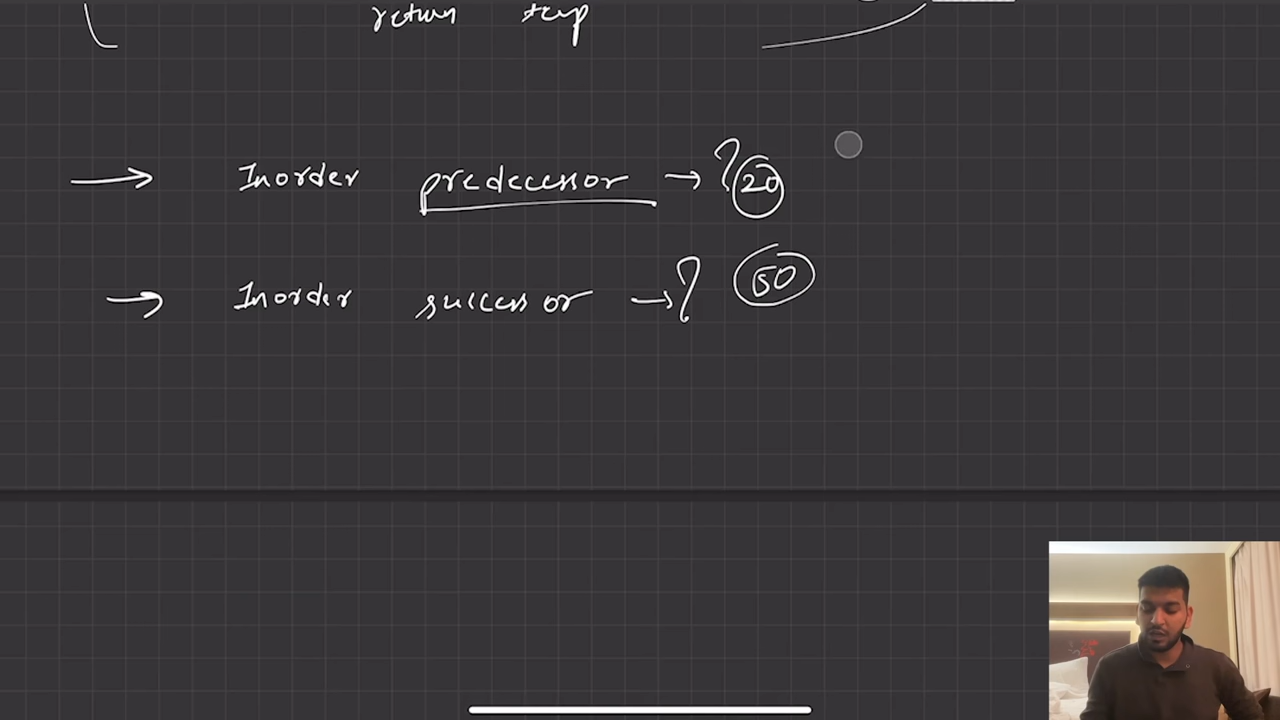 return temp
→ Inorder predecessor → ? 20
→ Inorder successor → ? 50